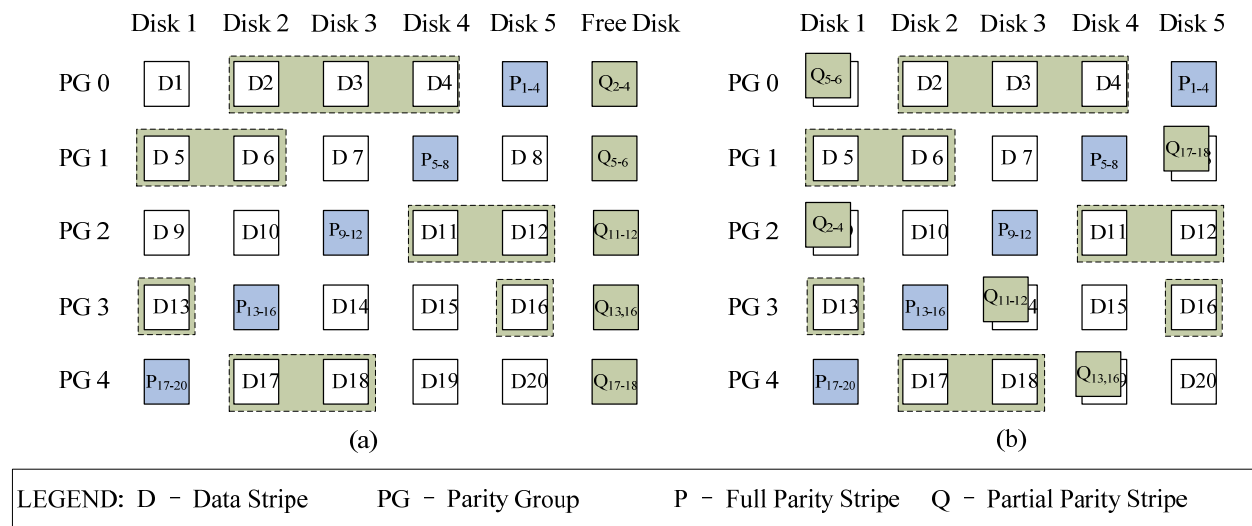 Disk 1 Disk 2 Disk 3 Disk 4 Disk 5 Free Disk
PG 0 D1 D2 D3 D4 P1-4 Q2-4
PG 1 D 5 D 6 D 7 P5-8 D 8 Q5-6
PG 2 D 9 D10 P9-12 D11 D12 Q11-12
PG 3 D13 P13-16 D14 D15 D16 Q13,16
PG 4 P17-20 D17 D18 D19 D20 Q17-18
(a)
Disk 1 Disk 2 Disk 3 Disk 4 Disk 5
PG 0 Q5-6 D2 D3 D4 P1-4
PG 1 D 5 D 6 D 7 P5-8 Q17-18
PG 2 Q2-4 D10 P9-12 D11 D12
PG 3 D13 P13-16 Q11-12 D15 D16
PG 4 P17-20 D17 D18 Q13,16 D20
(b)
LEGEND: D - Data Stripe PG - Parity Group P - Full Parity Stripe Q - Partial Parity Stripe